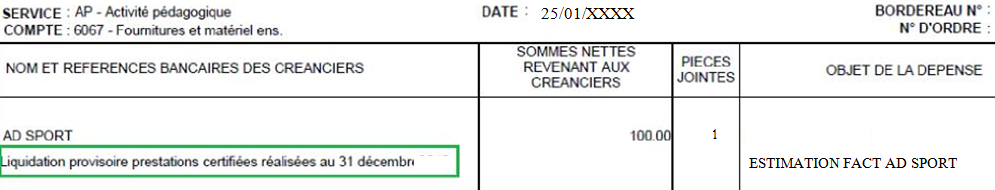 SERVICE : AP - Activité pédagogique DATE : 25/01/XXXX BORDEREAU N° :
COMPTE : 6067 - Fournitures et matériel ens. N° D'ORDRE :
NOM ET REFERENCES BANCAIRES DES CREANCIERS
SOMMES NETTES
REVENANT AUX
CREANCIERS
PIECES
JOINTES
OBJET DE LA DEPENSE
AD SPORT 100.00 1
Liquidation provisoire prestations certifiées réalisées au 31 décembre
ESTIMATION FACT AD SPORT